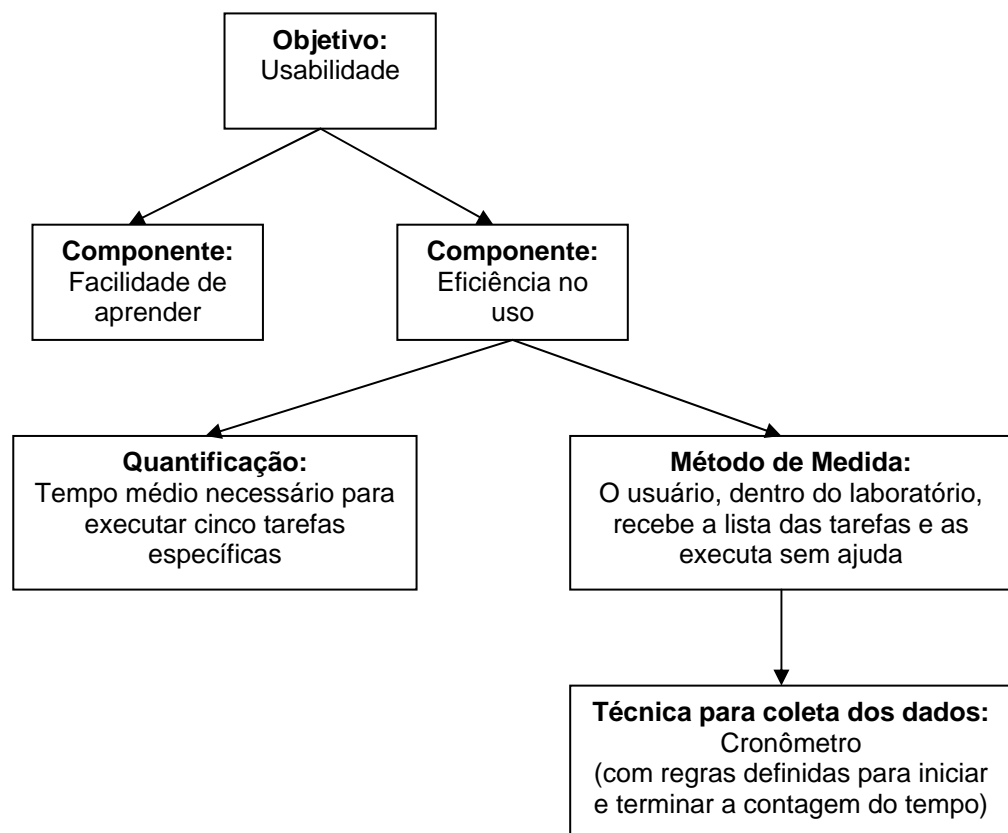 Objetivo:
Usabilidade
Componente:
Facilidade de
aprender
Componente:
Eficiência no
uso
Quantificação:
Tempo médio necessário para
executar cinco tarefas
específicas
Método de Medida:
O usuário, dentro do laboratório,
recebe a lista das tarefas e as
executa sem ajuda
Técnica para coleta dos dados:
Cronômetro
(com regras definidas para iniciar
e terminar a contagem do tempo)